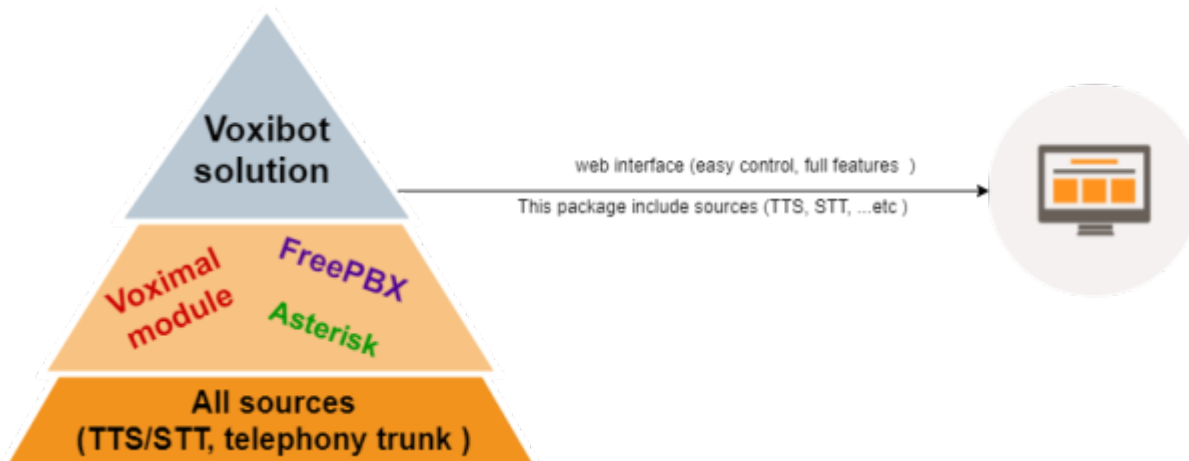 Voxibot
solution
web interface (easy control, full features  )
This package include sources (TTS, STT, ...etc )
Voximal
module
FreePBX
Asterisk
All sources
(TTS/STT, telephony trunk )